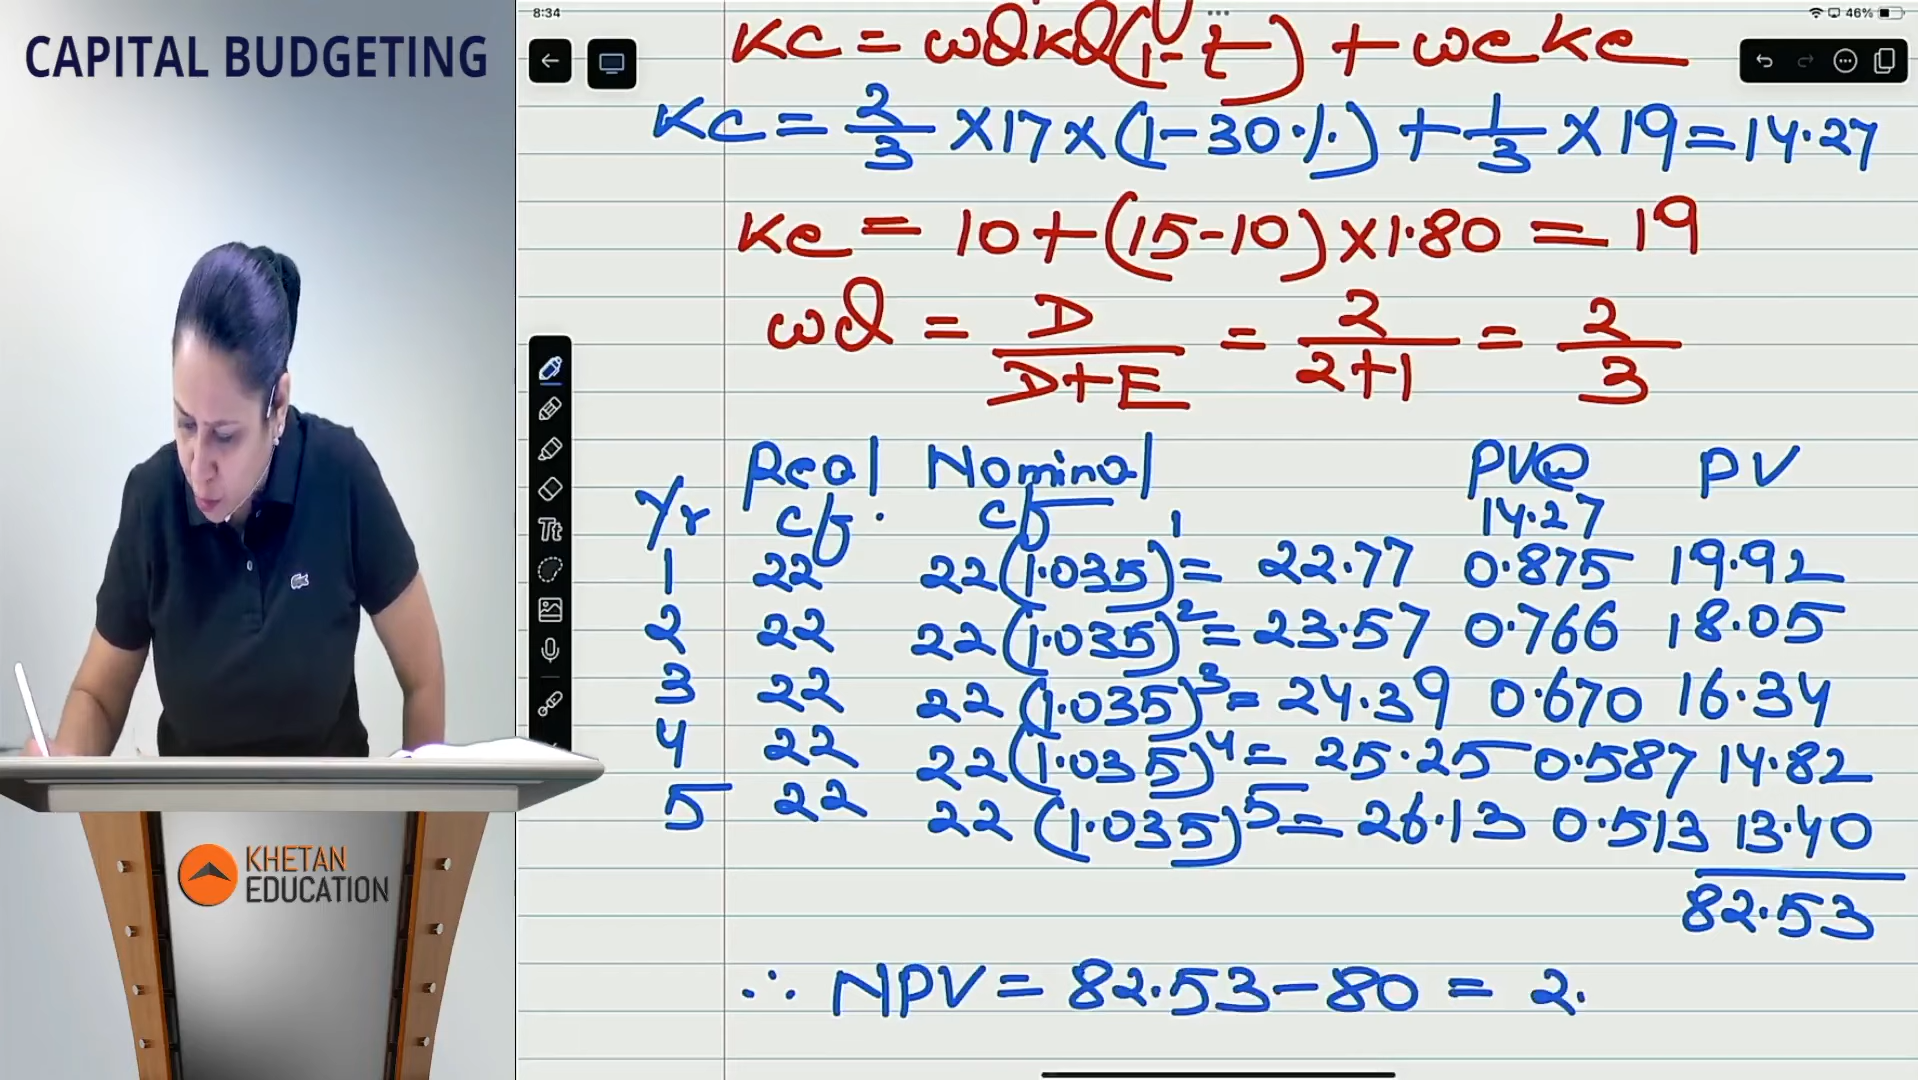 CAPITAL BUDGETING
8:34
46%
Kc = wdkd(1-t) + weke
Kc = 2/3 × 17 × (1-30%) + 1/3 × 19 = 14.27
Ke = 10 + (15-10) × 1.80 = 19
wd = D/D+E = 2/2+1 = 2/3
Yr Real Cf. Nominal Cf PV@ 14.27 PV
1 22 22(1.035)^1 = 22.77 0.875 19.92
2 22 22(1.035)^2 = 23.57 0.766 18.05
3 22 22(1.035)^3 = 24.39 0.670 16.34
4 22 22(1.035)^4 = 25.25 0.587 14.82
5 22 22(1.035)^5 = 26.13 0.513 13.40
82.53
∴ NPV = 82.53 - 80 = 2.
Tt
KHETAN
EDUCATION